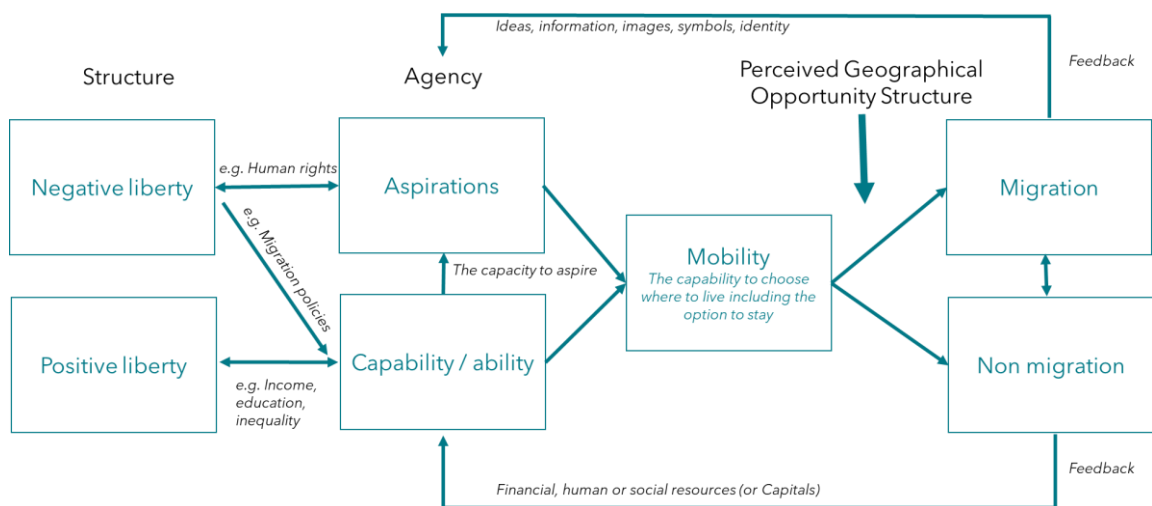 Ideas, information, images, symbols, identity
Structure
Agency
Perceived Geographical
Opportunity Structure
Feedback
Negative liberty
e.g. Human rights
Aspirations
Migration
e.g. Migration policies
The capacity to aspire
Mobility
The capability to choose
where to live including the
option to stay
Positive liberty
e.g. Income,
education,
inequality
Capability / ability
Non migration
Financial, human or social resources (or Capitals)
Feedback